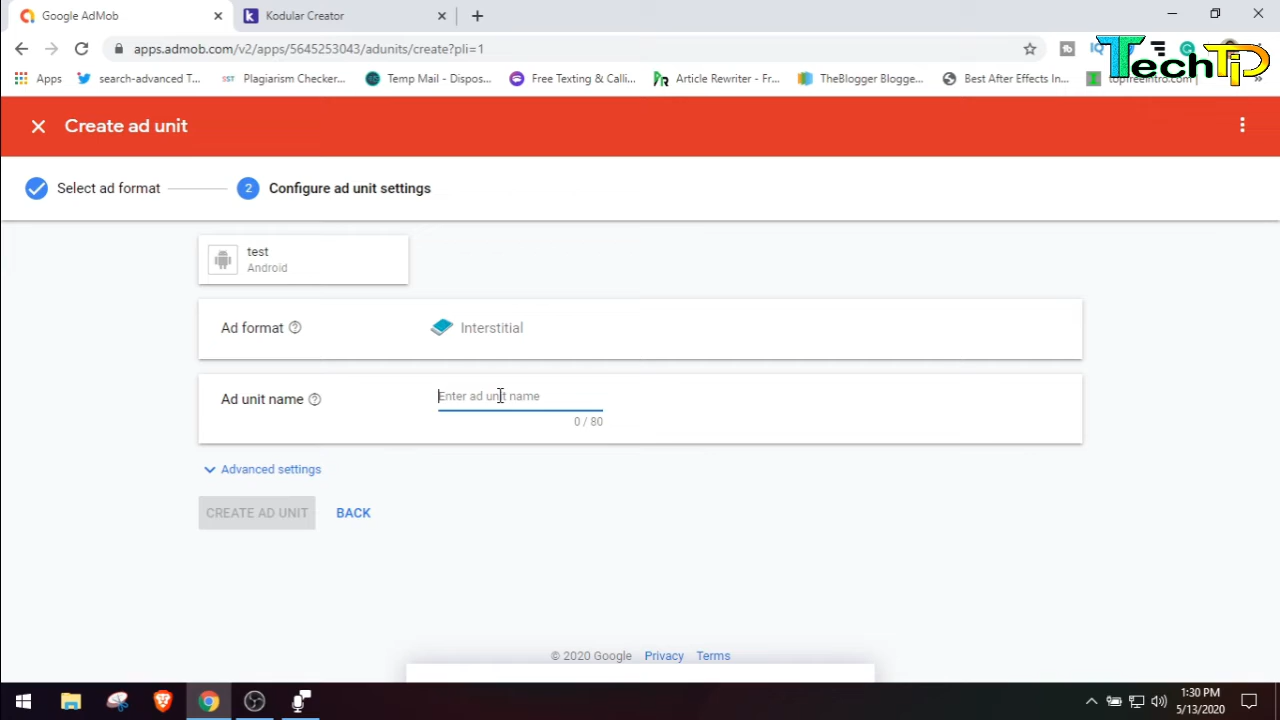 Google AdMob
Kodular Creator
apps.admob.com/v2/apps/5645253043/adunits/create?pli=1
Apps
search-advanced T...
SST
Plagiarism Checker...
Temp Mail - Dispos...
Free Texting & Calli...
Article Rewriter - Fr...
TheBlogger Blogge...
Best After Effects In...
topfreeintro.com |
TechTip
Create ad unit
Select ad format
2
Configure ad unit settings
test
Android
Ad format
Interstitial
Ad unit name
Enter ad unit name
0 / 80
Advanced settings
CREATE AD UNIT
BACK
© 2020 Google
Privacy
Terms
1:30 PM
5/13/2020